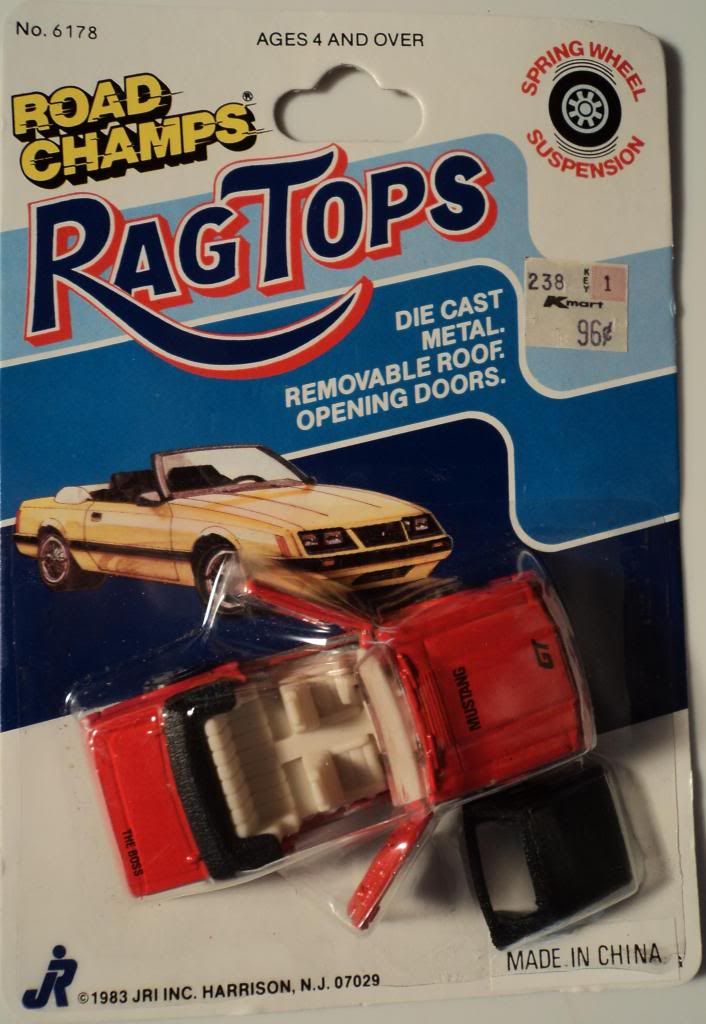 No. 6178
AGES 4 AND OVER
ROAD
CHAMPS®
SPRING WHEEL
SUSPENSION
RAGTOPS
238 KEY 1
Kmart
96¢
DIE CAST
METAL.
REMOVABLE ROOF.
OPENING DOORS.
MUSTANG
GT
THE BOSS
MADE IN CHINA
JR
©1983 JRI INC. HARRISON, N.J. 07029